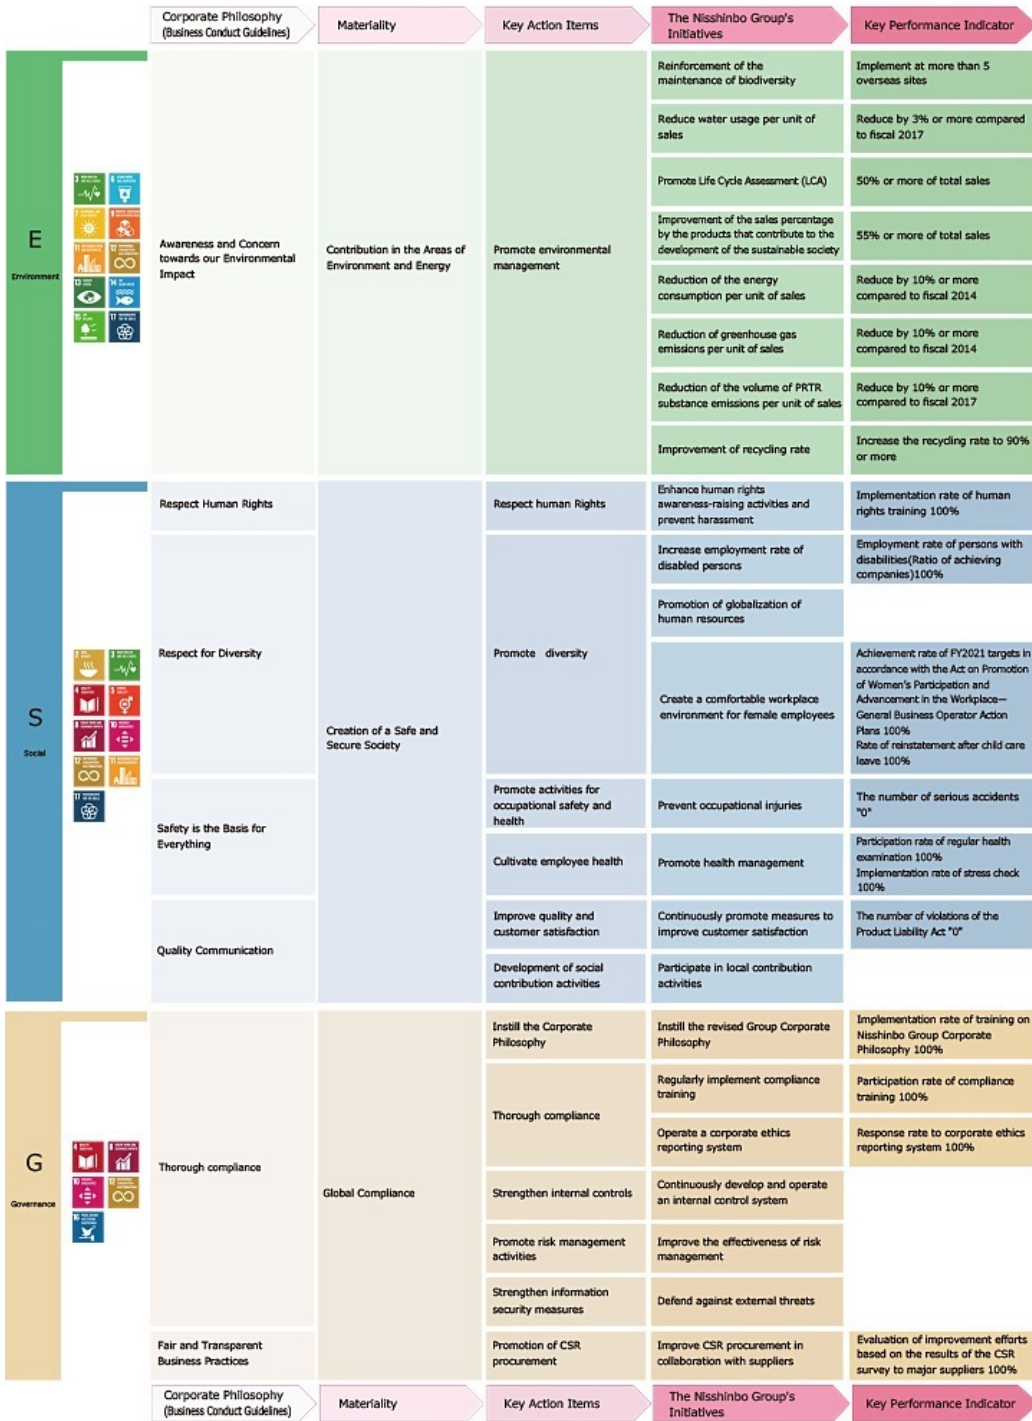 Corporate Philosophy
(Business Conduct Guidelines)
Materiality
Key Action Items
The Nisshinbo Group's
Initiatives
Key Performance Indicator
E
Environment
Awareness and Concern
towards our Environmental
Impact
Contribution in the Areas of
Environment and Energy
Promote environmental
management
Reinforcement of the
maintenance of biodiversity
Implement at more than 5
overseas sites
Reduce water usage per unit of
sales
Reduce by 3% or more compared
to fiscal 2017
Promote Life Cycle Assessment (LCA)
50% or more of total sales
Improvement of the sales percentage
by the products that contribute to the
development of the sustainable society
55% or more of total sales
Reduction of the energy
consumption per unit of sales
Reduce by 10% or more
compared to fiscal 2014
Reduction of greenhouse gas
emissions per unit of sales
Reduce by 10% or more
compared to fiscal 2014
Reduction of the volume of PRTR
substance emissions per unit of sales
Reduce by 10% or more
compared to fiscal 2017
Improvement of recycling rate
Increase the recycling rate to 90%
or more
S
Social
Respect Human Rights
Creation of a Safe and
Secure Society
Respect human Rights
Enhance human rights
awareness-raising activities and
prevent harassment
Implementation rate of human
rights training 100%
Respect for Diversity
Promote diversity
Increase employment rate of
disabled persons
Employment rate of persons with
disabilities(Ratio of achieving
companies)100%
Promotion of globalization of
human resources
Create a comfortable workplace
environment for female employees
Achievement rate of FY2021 targets in
accordance with the Act on Promotion
of Women's Participation and
Advancement in the Workplace—
General Business Operator Action
Plans 100%
Rate of reinstatement after child care
leave 100%
Safety is the Basis for
Everything
Promote activities for
occupational safety and
health
Prevent occupational injuries
The number of serious accidents
"0"
Cultivate employee health
Promote health management
Participation rate of regular health
examination 100%
Implementation rate of stress check
100%
Quality Communication
Improve quality and
customer satisfaction
Continuously promote measures to
improve customer satisfaction
The number of violations of the
Product Liability Act "0"
Development of social
contribution activities
Participate in local contribution
activities
G
Governance
Thorough compliance
Global Compliance
Instill the Corporate
Philosophy
Instill the revised Group Corporate
Philosophy
Implementation rate of training on
Nisshinbo Group Corporate
Philosophy 100%
Thorough compliance
Regularly implement compliance
training
Participation rate of compliance
training 100%
Operate a corporate ethics
reporting system
Response rate to corporate ethics
reporting system 100%
Strengthen internal controls
Continuously develop and operate
an internal control system
Promote risk management
activities
Improve the effectiveness of risk
management
Strengthen information
security measures
Defend against external threats
Fair and Transparent
Business Practices
Promotion of CSR
procurement
Improve CSR procurement in
collaboration with suppliers
Evaluation of improvement efforts
based on the results of the CSR
survey to major suppliers 100%
Corporate Philosophy
(Business Conduct Guidelines)
Materiality
Key Action Items
The Nisshinbo Group's
Initiatives
Key Performance Indicator